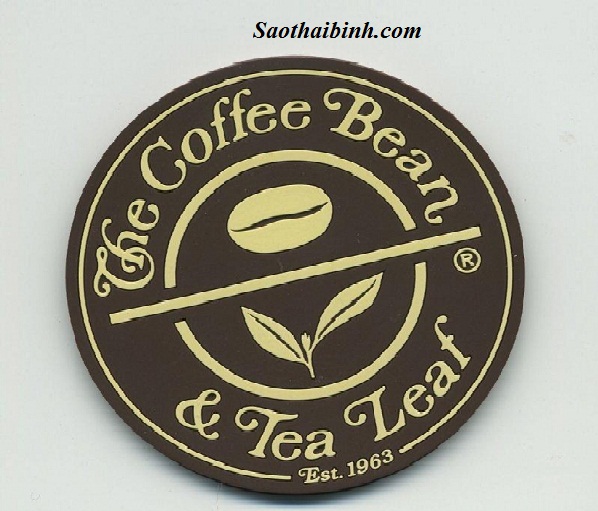 Saothaibinh.com
The Coffee Bean
®
& Tea Leaf
Est. 1963